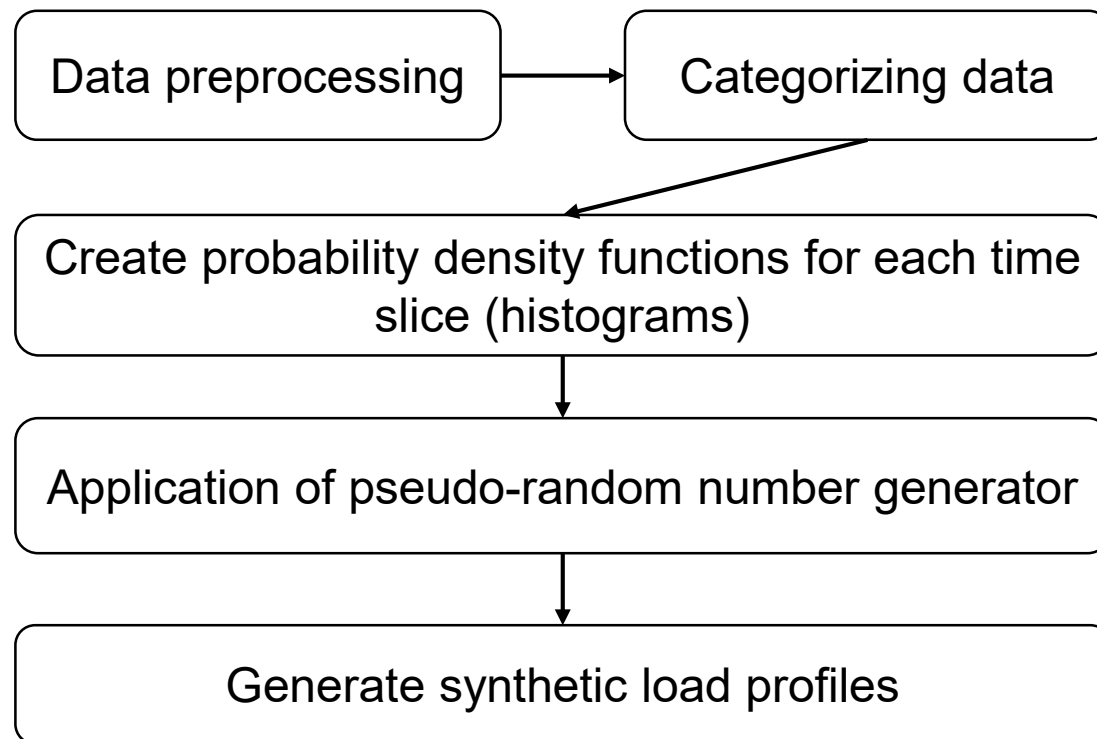 Data preprocessing
Categorizing data
Create probability density functions for each time
slice (histograms)
Application of pseudo-random number generator
Generate synthetic load profiles